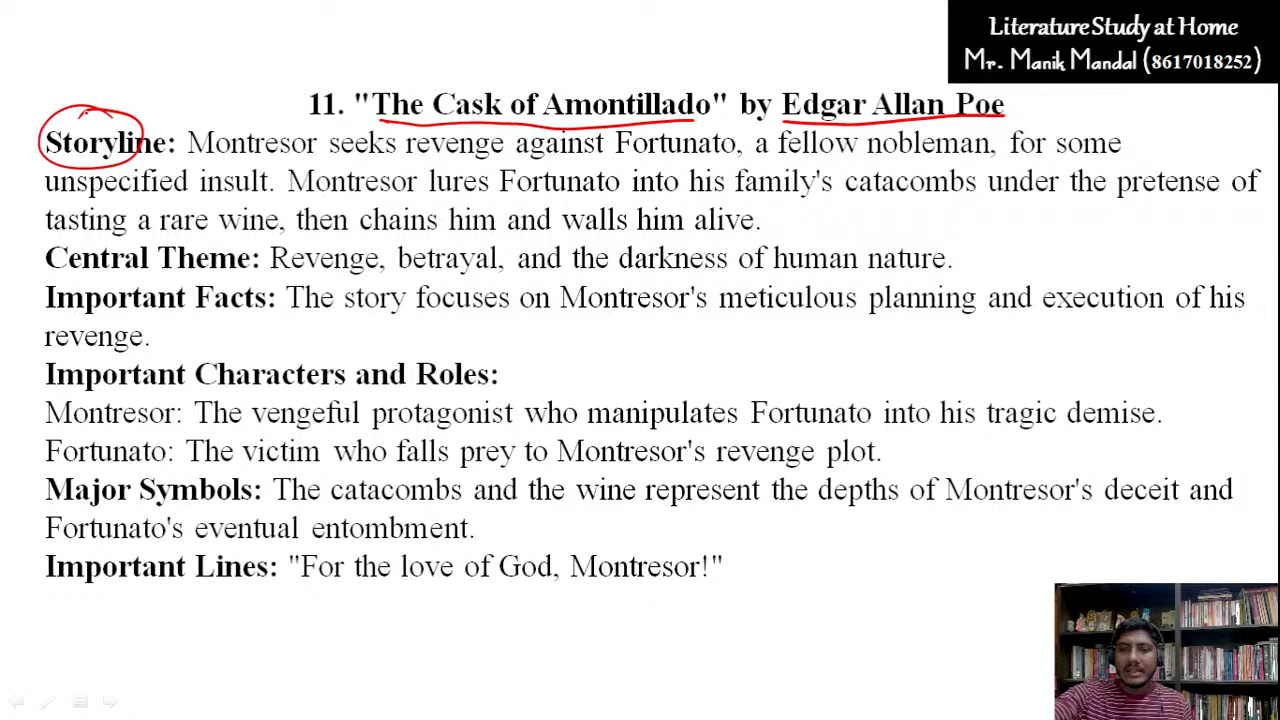 Literature Study at Home
Mr. Manik Mandal (8617018252)
11. "The Cask of Amontillado" by Edgar Allan Poe
Storyline: Montresor seeks revenge against Fortunato, a fellow nobleman, for some
unspecified insult. Montresor lures Fortunato into his family's catacombs under the pretense of
tasting a rare wine, then chains him and walls him alive.
Central Theme: Revenge, betrayal, and the darkness of human nature.
Important Facts: The story focuses on Montresor's meticulous planning and execution of his
revenge.
Important Characters and Roles:
Montresor: The vengeful protagonist who manipulates Fortunato into his tragic demise.
Fortunato: The victim who falls prey to Montresor's revenge plot.
Major Symbols: The catacombs and the wine represent the depths of Montresor's deceit and
Fortunato's eventual entombment.
Important Lines: "For the love of God, Montresor!"